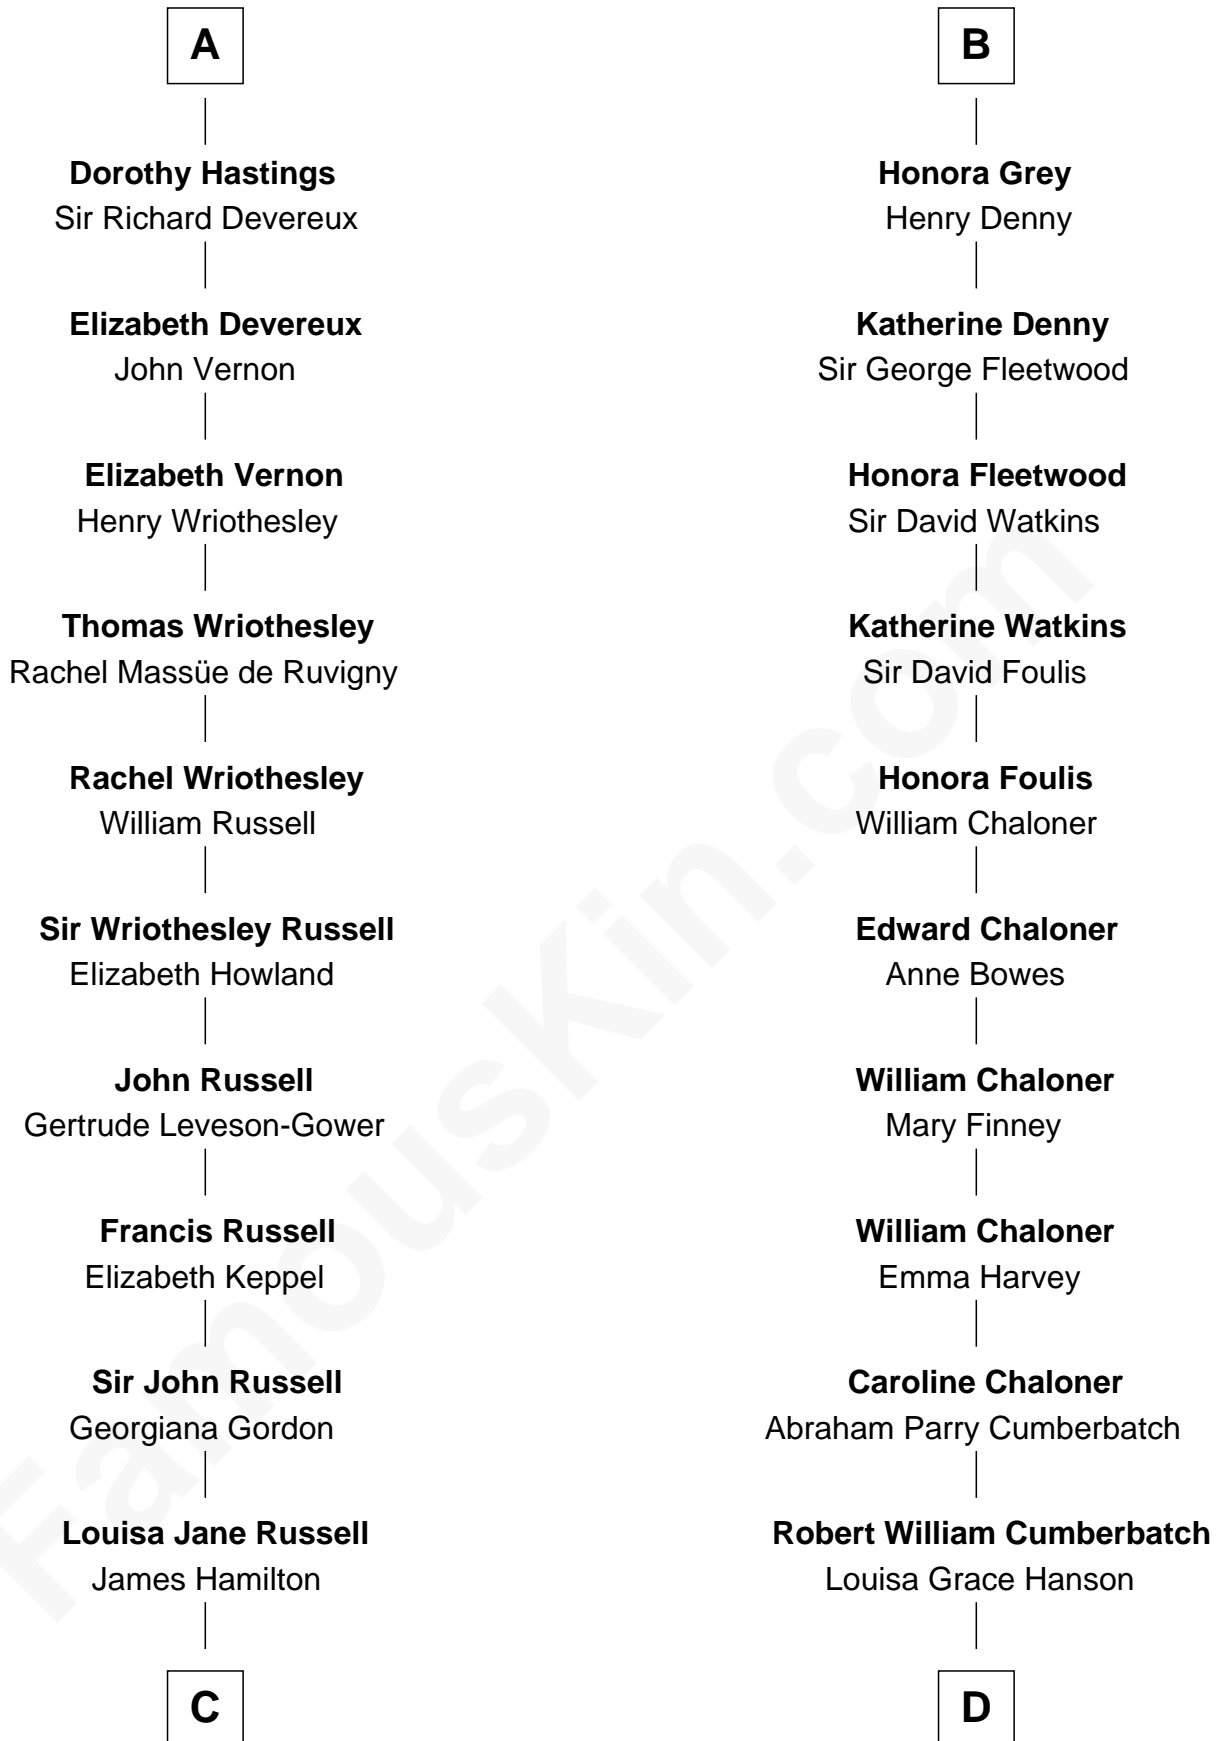 A
Dorothy Hastings
Sir Richard Devereux
Elizabeth Devereux
John Vernon
Elizabeth Vernon
Henry Wriothesley
Thomas Wriothesley
Rachel Massüe de Ruvigny
Rachel Wriothesley
William Russell
Sir Wriothesley Russell
Elizabeth Howland
John Russell
Gertrude Leveson-Gower
Francis Russell
Elizabeth Keppel
Sir John Russell
Georgiana Gordon
Louisa Jane Russell
James Hamilton
C
B
Honora Grey
Henry Denny
Katherine Denny
Sir George Fleetwood
Honora Fleetwood
Sir David Watkins
Katherine Watkins
Sir David Foulis
Honora Foulis
William Chaloner
Edward Chaloner
Anne Bowes
William Chaloner
Mary Finney
William Chaloner
Emma Harvey
Caroline Chaloner
Abraham Parry Cumberbatch
Robert William Cumberbatch
Louisa Grace Hanson
D
FamousKin.com